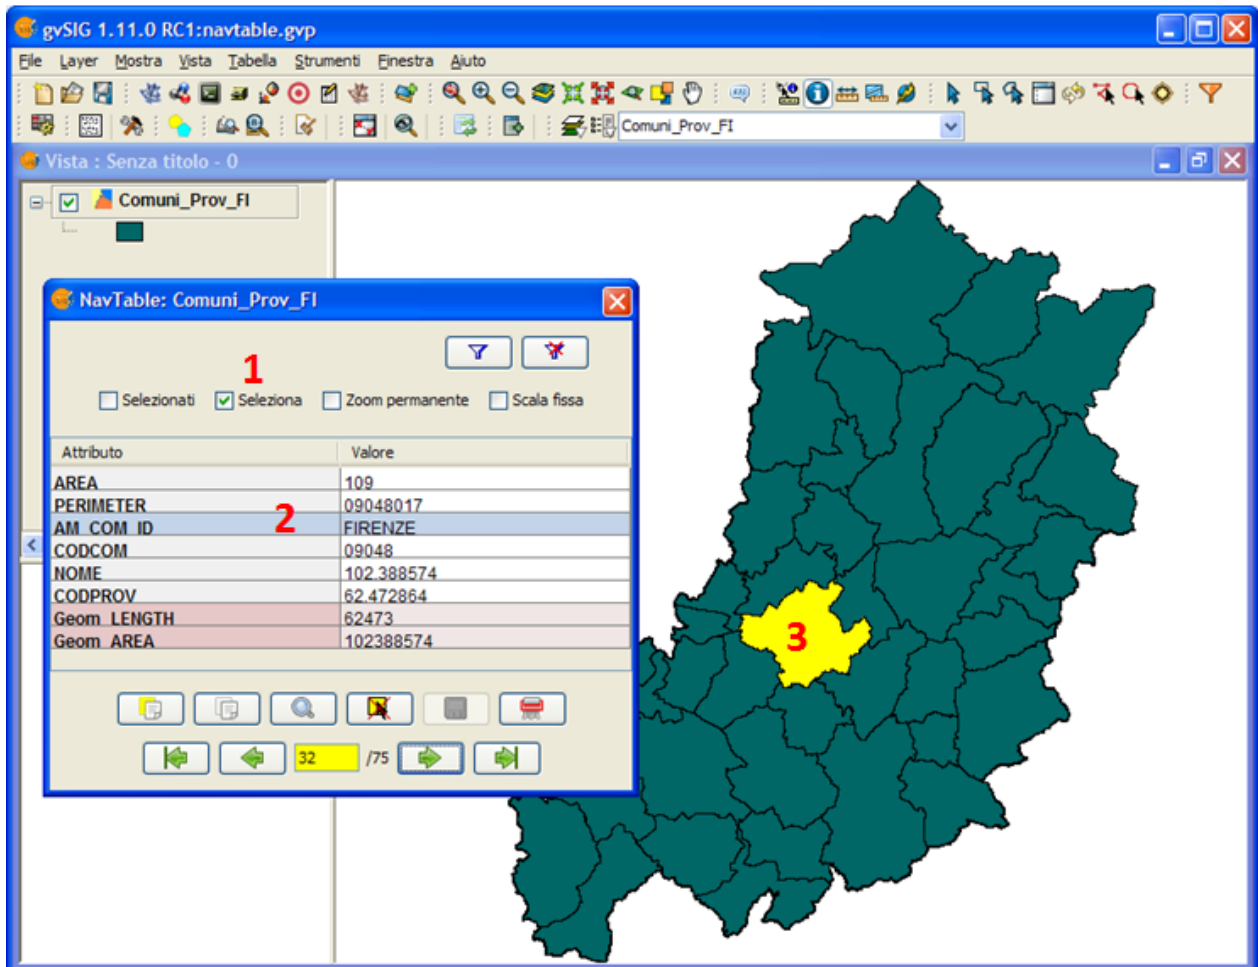 gvSIG 1.11.0 RC1:navtable.gvp
File Layer Mostra Vista Tabella Strumenti Finestra Aiuto
Comuni_Prov_FI
Vista : Senza titolo - 0
Comuni_Prov_FI
NavTable: Comuni_Prov_FI
1
Selezionati Seleziona Zoom permanente Scala fissa
Attributo Valore
AREA 109
PERIMETER 09048017
AM_COM_ID FIRENZE
2
CODCOM 09048
NOME 102.388574
CODPROV 62.472864
Geom_LENGTH 62473
Geom_AREA 102388574
3
32 /75